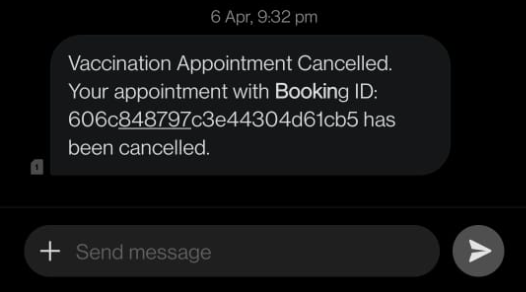 6 Apr, 9:32 pm
Vaccination Appointment Cancelled.
Your appointment with Booking ID:
606c848797c3e44304d61cb5 has
been cancelled.
Send message